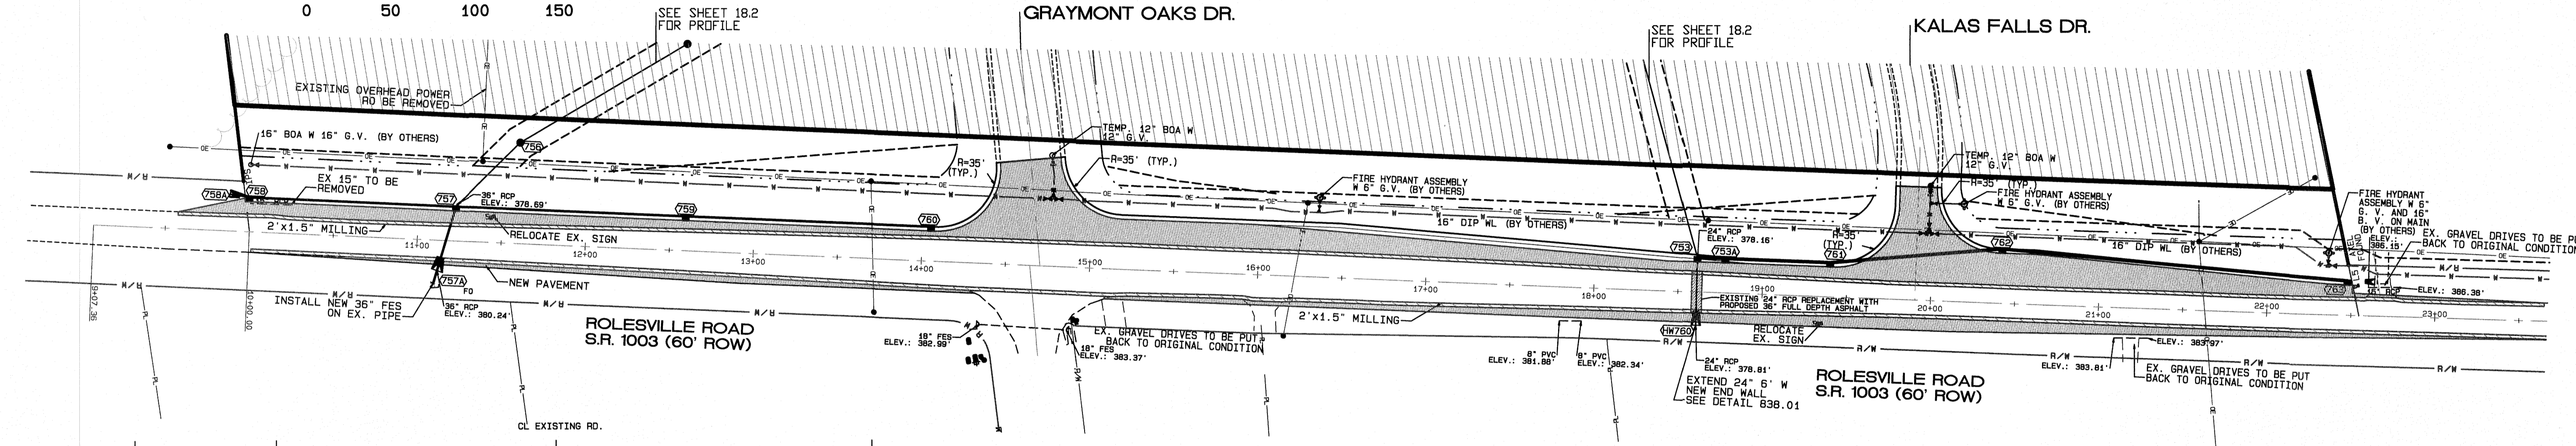 0 50 100 150
SEE SHEET 18.2
FOR PROFILE
GRAYMONT OAKS DR.
SEE SHEET 18.2
FOR PROFILE
KALAS FALLS DR.
EXISTING OVERHEAD POWER
RO BE REMOVED
16" BOA W 16" G.V. (BY OTHERS)
756
TEMP. 12" BOA W
12" G.V.
R=35'
(TYP.)
R=35' (TYP.)
TEMP. 12" BOA W
12" G.V.
R=35' (TYP.)
FIRE HYDRANT ASSEMBLY
W 6" G.V. (BY OTHERS)
FIRE HYDRANT ASSEMBLY
W 6" G.V. (BY OTHERS)
FIRE HYDRANT
ASSEMBLY W 6"
G. V. AND 16"
B. V. ON MAIN
(BY OTHERS)
ELEV.:
386.15'
EX. GRAVEL DRIVES TO BE PU
BACK TO ORIGINAL CONDITION
EX 15" TO BE
REMOVED
758A
758
757
36" RCP
ELEV.: 378.69'
759
760
16" DIP WL (BY OTHERS)
753
24" RCP
ELEV.: 378.16'
753A
R=35'
(TYP.)
761
762
16" DIP WL (BY OTHERS)
763
15" RCP
ELEV.: 386.38'
2'x1.5" MILLING
RELOCATE EX. SIGN
11+00
12+00
13+00
14+00
15+00
16+00
17+00
18+00
19+00
20+00
21+00
22+00
23+00
9+07.36
10+00.00
757A
FO
NEW PAVEMENT
INSTALL NEW 36" FES
ON EX. PIPE
36" RCP
ELEV.: 380.24'
ROLESVILLE ROAD
S.R. 1003 (60' ROW)
18" FES
ELEV.: 382.99'
18" FES
ELEV.: 383.37'
EX. GRAVEL DRIVES TO BE PUT
BACK TO ORIGINAL CONDITION
2'x1.5" MILLING
EXISTING 24" RCP REPLACEMENT WITH
PROPOSED 36" FULL DEPTH ASPHALT
HW760
RELOCATE
EX. SIGN
8" PVC
ELEV.: 381.88'
8" PVC
ELEV.: 382.34'
24" RCP
ELEV.: 378.81'
EXTEND 24" 6' W
NEW END WALL
SEE DETAIL 838.01
ROLESVILLE ROAD
S.R. 1003 (60' ROW)
ELEV.: 383.97'
ELEV.: 383.81'
EX. GRAVEL DRIVES TO BE PUT
BACK TO ORIGINAL CONDITION
CL EXISTING RD.